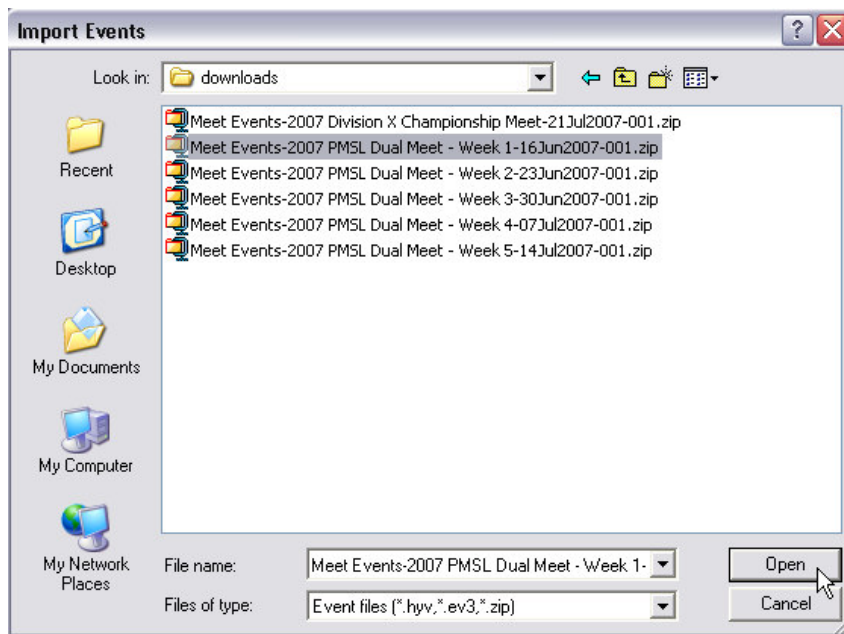 Import Events
Look in: downloads
Meet Events-2007 Division X Championship Meet-21Jul2007-001.zip
Meet Events-2007 PMSL Dual Meet - Week 1-16Jun2007-001.zip
Meet Events-2007 PMSL Dual Meet - Week 2-23Jun2007-001.zip
Meet Events-2007 PMSL Dual Meet - Week 3-30Jun2007-001.zip
Meet Events-2007 PMSL Dual Meet - Week 4-07Jul2007-001.zip
Meet Events-2007 PMSL Dual Meet - Week 5-14Jul2007-001.zip
Recent
Desktop
My Documents
My Computer
My Network
Places
File name: Meet Events-2007 PMSL Dual Meet - Week 1- Open
Files of type: Event files (*.hyv,*.ev3,*.zip) Cancel